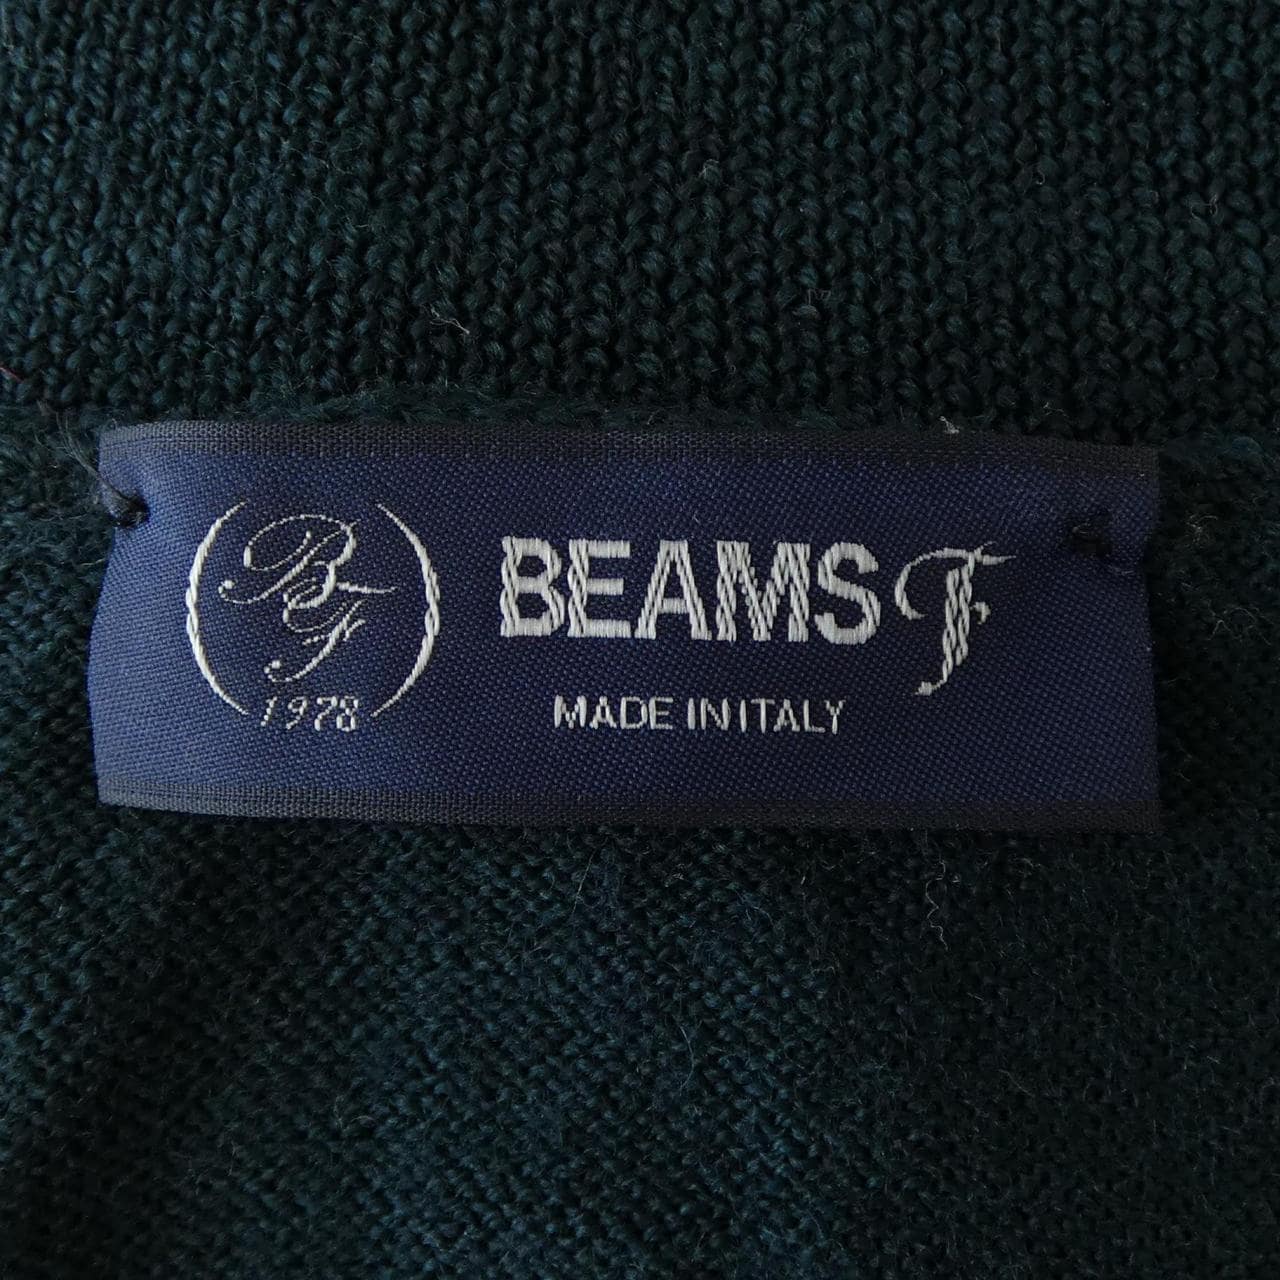 BF
1978
BEAMS F
MADE IN ITALY